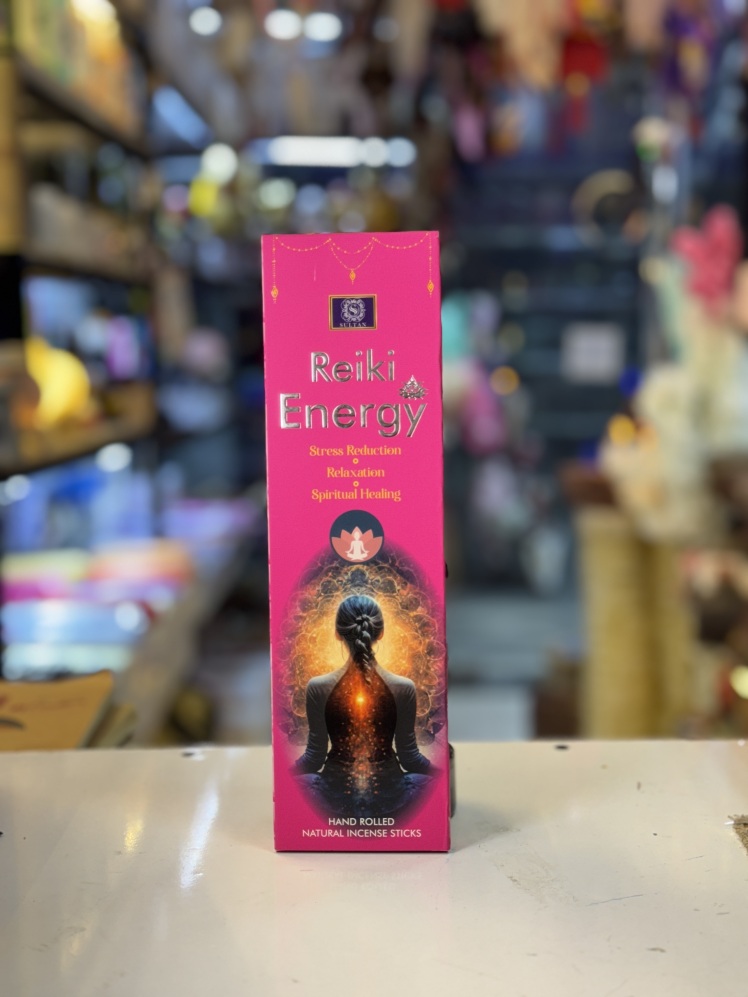 SULTAN
Reiki
Energy
Stress Reduction
Relaxation
Spiritual Healing
HAND ROLLED
NATURAL INCENSE STICKS